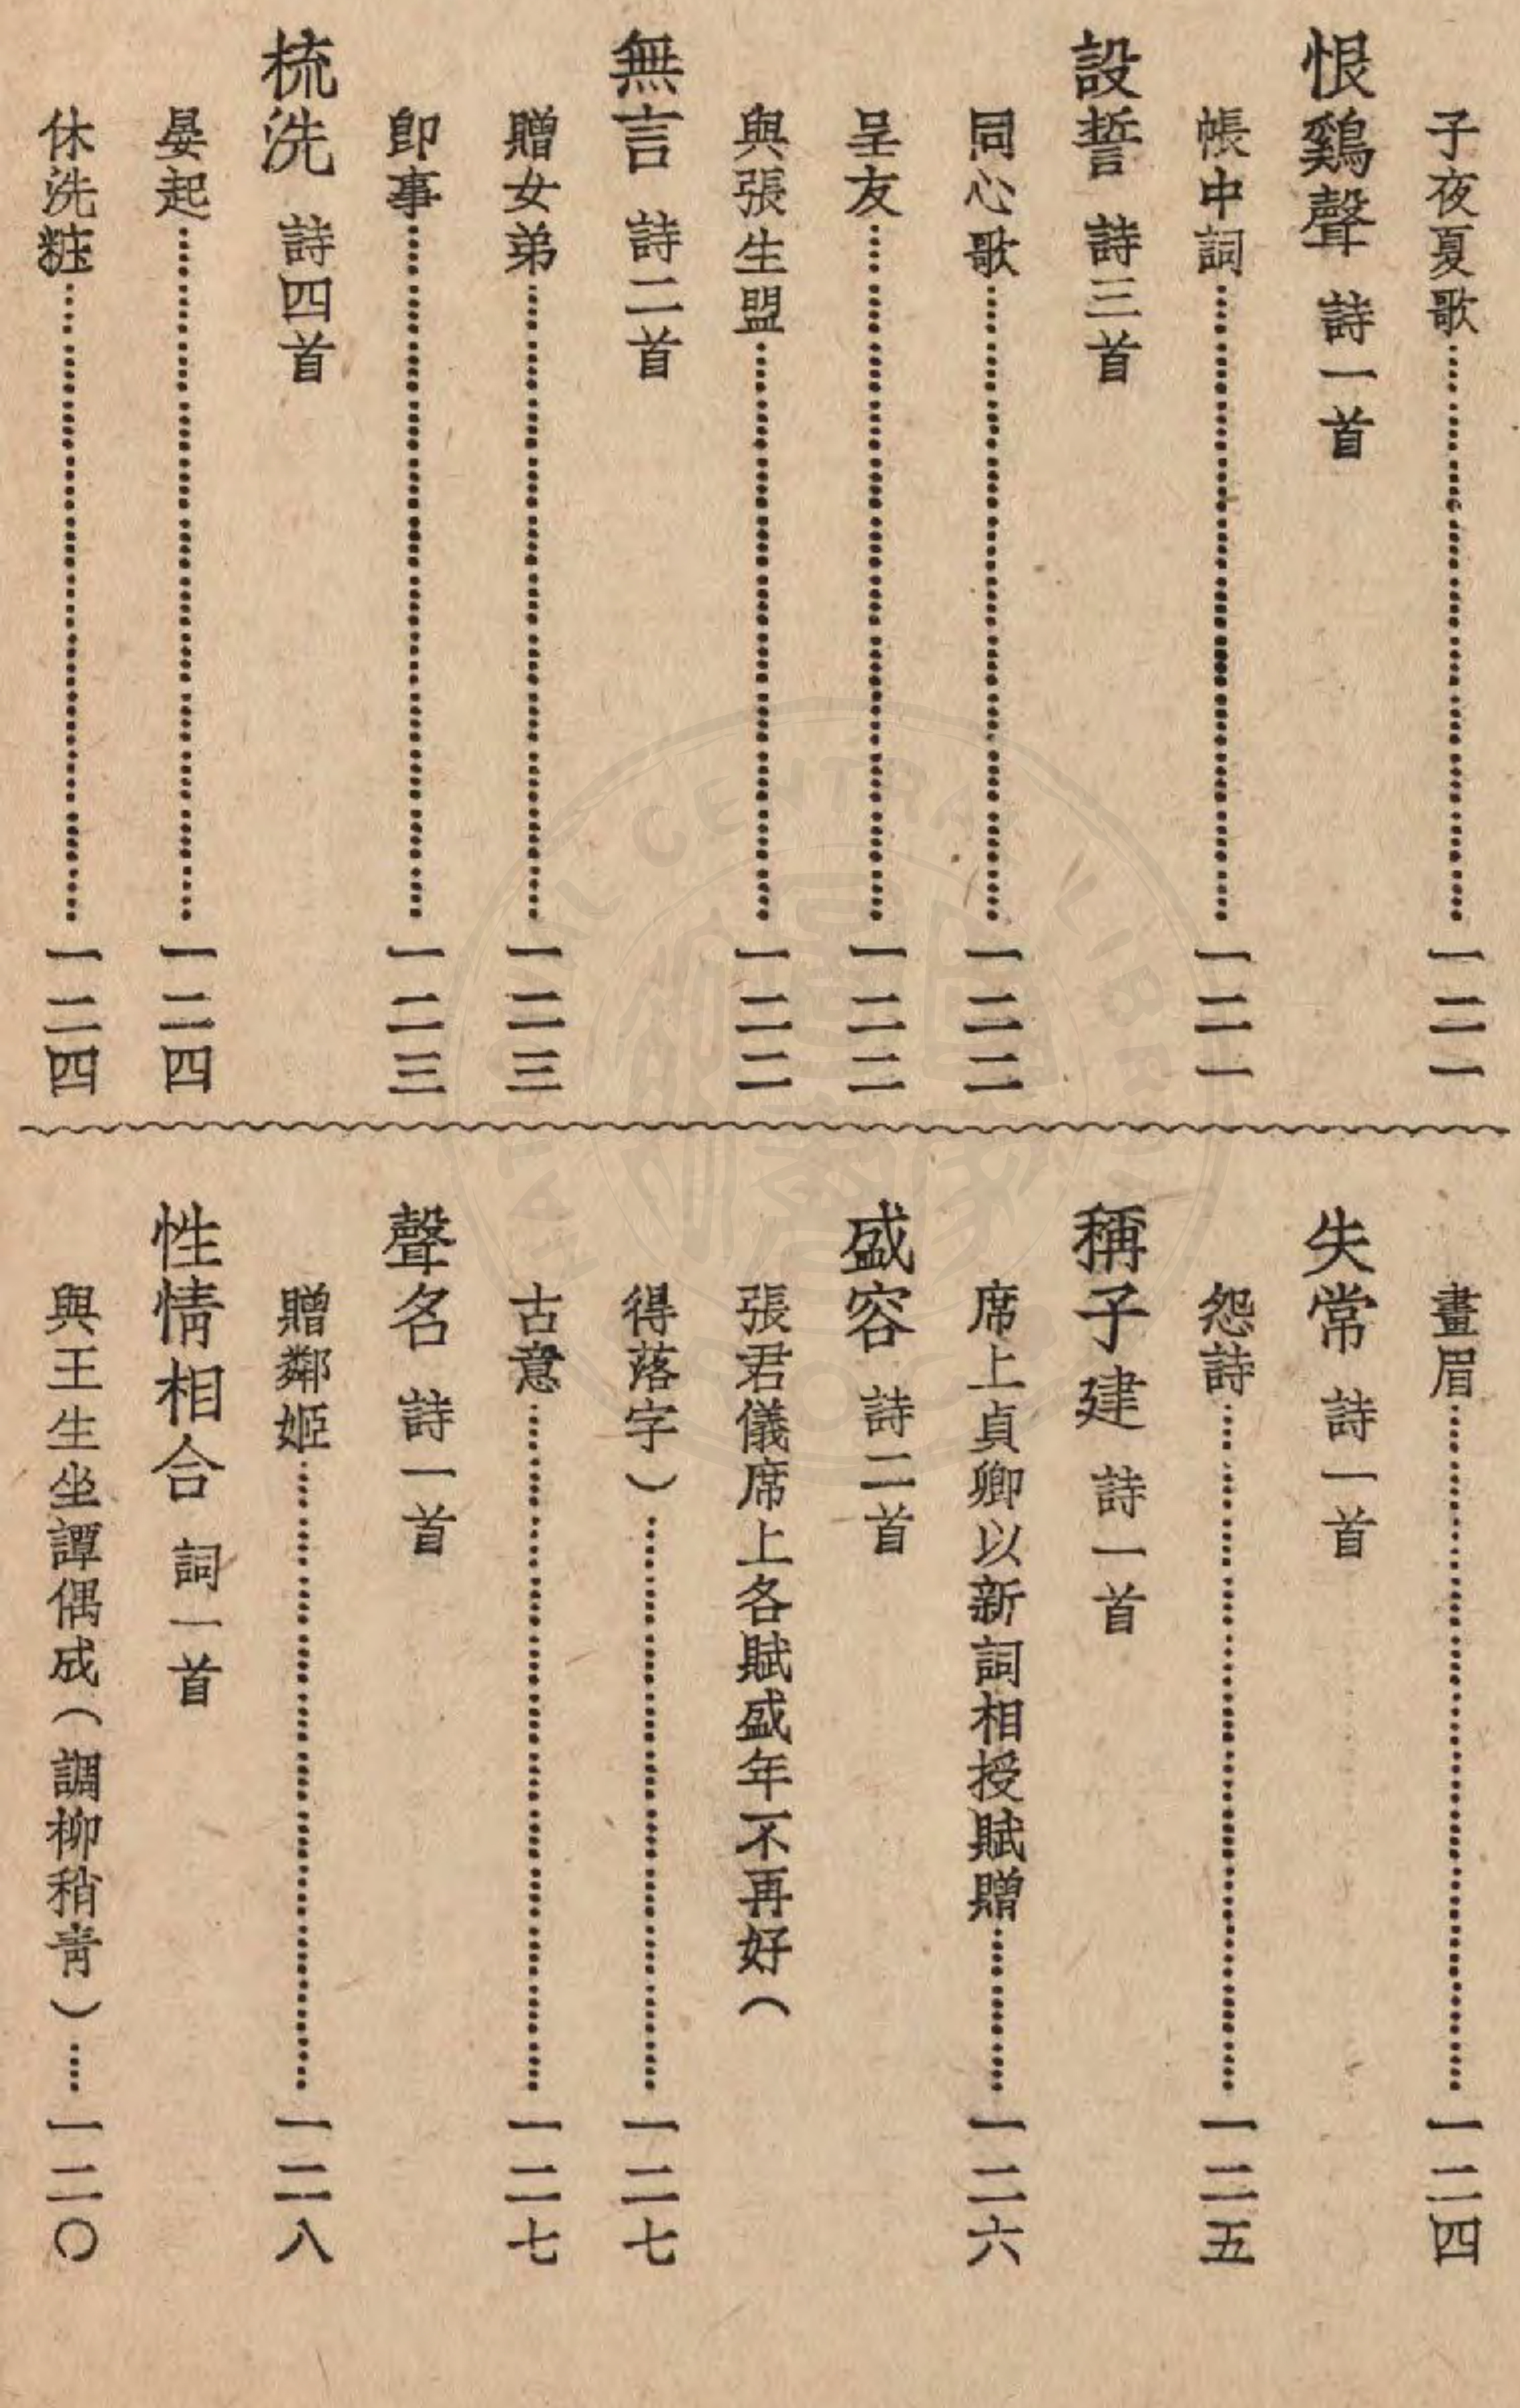 子夜夏歌……一二一
恨鷄聲 詩一首
帳中詞……一二一
設誓 詩三首
同心歌……一二二
呈友……一二二
與張生盟……一二二
無言 詩二首
贈女弟……一二三
卽事……一二三
梳洗 詩四首
晏起……一二四
休洗粧……一二四
畫眉……一二四
失常 詩一首
怨詩……一二五
稱子建 詩一首
席上貞卿以新詞相授賦贈……一二六
盛容 詩二首
張君儀席上各賦盛年不再好（
得落字）……一二七
古意……一二七
聲名 詩一首
贈鄰姬……一二八
性情相合 詞一首
與王生坐譚偶成（調柳稍青）……一二〇